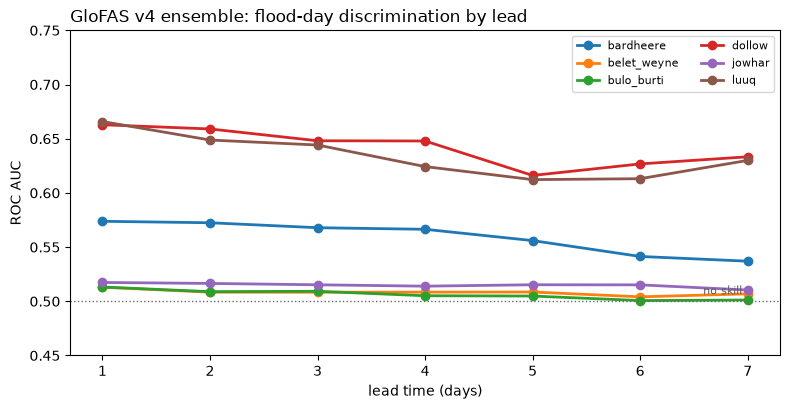 GloFAS v4 ensemble: flood-day discrimination by lead
bardheere
belet_weyne
bulo_burti
dollow
jowhar
luuq
ROC AUC
0.75
0.70
0.65
0.60
0.55
0.50
0.45
no skill
1 2 3 4 5 6 7
lead time (days)